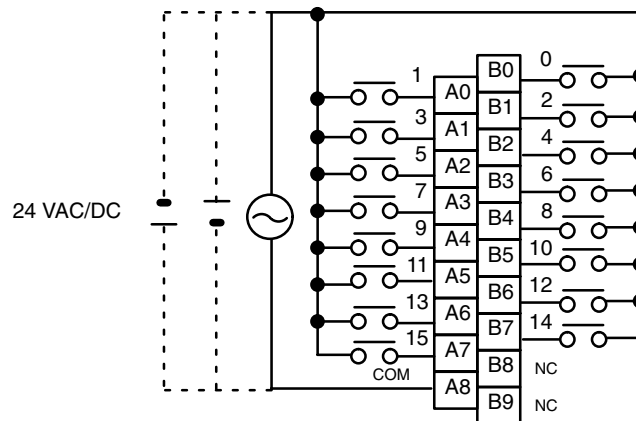 B0 0
1 A0
B1 2
3 A1
B2 4
5 A2
B3 6
7 A3
24 VAC/DC
B4 8
9 A4
B5 10
11 A5
B6 12
13 A6
B7 14
15 A7
COM
B8 NC
A8
B9 NC